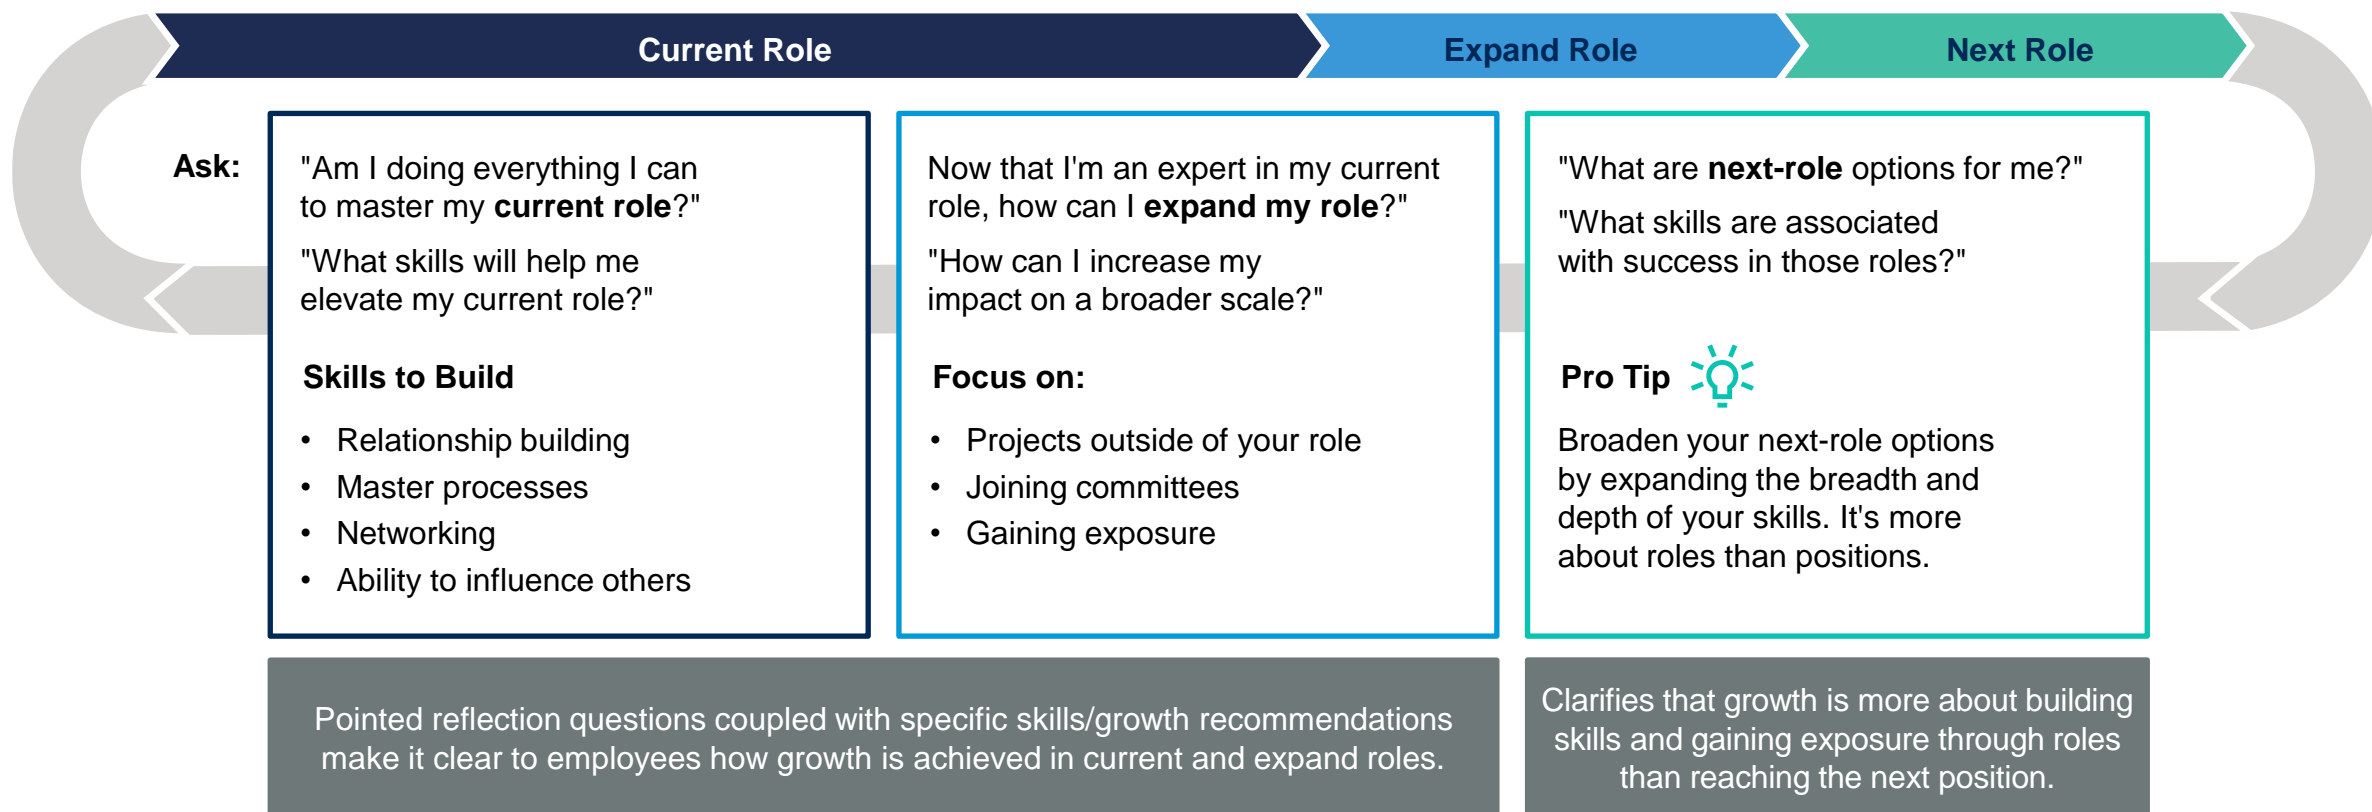 Current Role
Expand Role
Next Role
Ask:
"Am I doing everything I can
to master my current role?"
"What skills will help me
elevate my current role?"
Skills to Build
• Relationship building
• Master processes
• Networking
• Ability to influence others
Now that I'm an expert in my current
role, how can I expand my role?"
"How can I increase my
impact on a broader scale?"
Focus on:
• Projects outside of your role
• Joining committees
• Gaining exposure
"What are next-role options for me?"
"What skills are associated
with success in those roles?"
Pro Tip
Broaden your next-role options
by expanding the breadth and
depth of your skills. It's more
about roles than positions.
Pointed reflection questions coupled with specific skills/growth recommendations
make it clear to employees how growth is achieved in current and expand roles.
Clarifies that growth is more about building
skills and gaining exposure through roles
than reaching the next position.